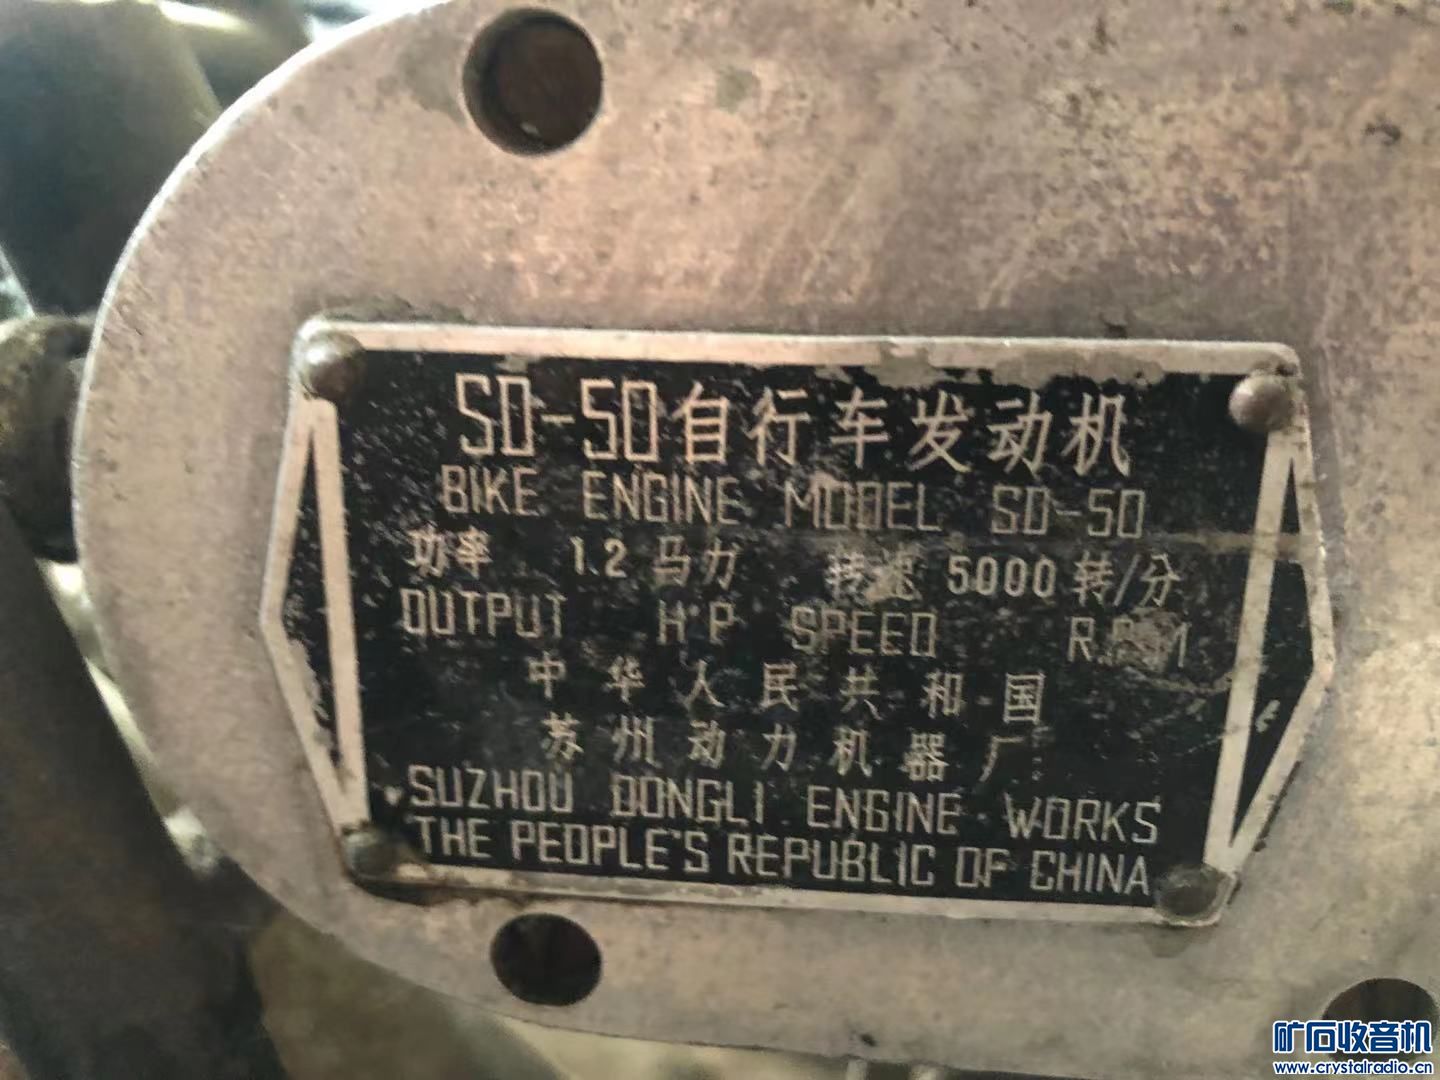 SD-50自行车发动机
BIKE ENGINE MODEL SD-50
功率 1.2 马力 转速 5000 转/分
OUTPUT H.P SPEED R.P.M
中华人民共和国
苏州动力机器厂
SUZHOU DONGLI ENGINE WORKS
THE PEOPLE'S REPUBLIC OF CHINA
矿石收音机
www.crystalradio.cn